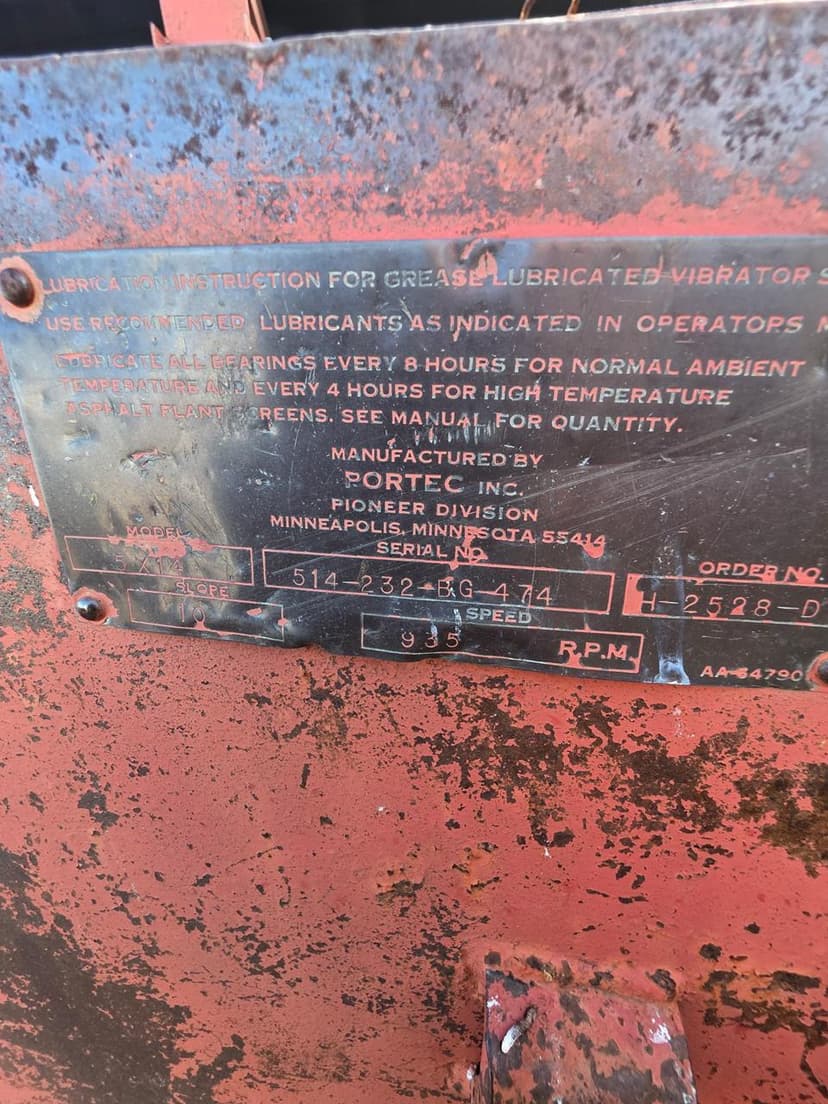 LUBRICATION INSTRUCTION FOR GREASE LUBRICATED VIBRATOR S
USE RECOMMENDED LUBRICANTS AS INDICATED IN OPERATORS M
LUBRICATE ALL BEARINGS EVERY 8 HOURS FOR NORMAL AMBIENT
TEMPERATURE AND EVERY 4 HOURS FOR HIGH TEMPERATURE
ASPHALT PLANT SCREENS. SEE MANUAL FOR QUANTITY.
MANUFACTURED BY
PORTEC INC.
PIONEER DIVISION
MINNEAPOLIS, MINNESOTA 55414
MODEL SERIAL NO. ORDER NO.
5X14 514-232-BG-474 H-2528-D
SLOPE SPEED
10 935 R.P.M.
AA-64790